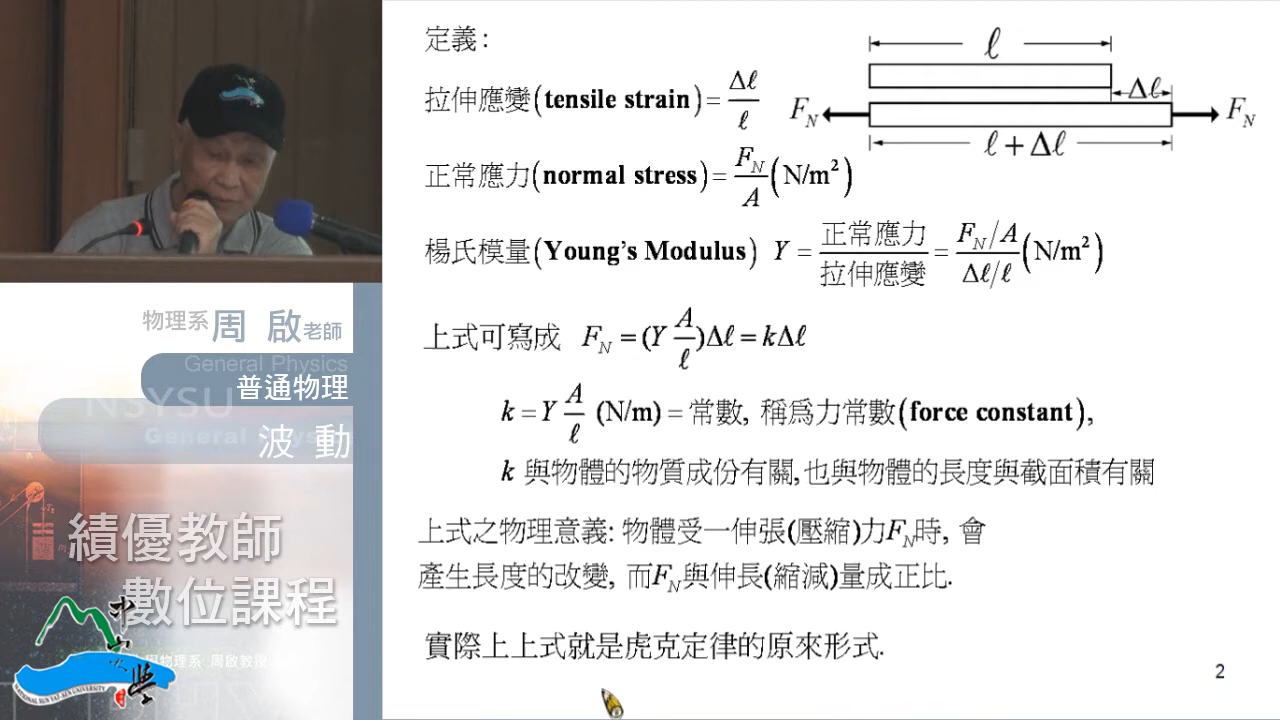 定義:
ℓ
拉伸應變(tensile strain)= Δℓ/ℓ
F_N Δℓ F_N
ℓ + Δℓ
正常應力(normal stress)= F_N/A (N/m²)
楊氏模量(Young's Modulus) Y = 正常應力/拉伸應變 = (F_N/A)/(Δℓ/ℓ) (N/m²)
上式可寫成 F_N = (Y A/ℓ)Δℓ = kΔℓ
k = Y A/ℓ (N/m) = 常數, 稱爲力常數(force constant),
k 與物體的物質成份有關,也與物體的長度與截面積有關
上式之物理意義: 物體受一伸張(壓縮)力F_N時, 會
產生長度的改變, 而F_N與伸長(縮減)量成正比.
實際上上式就是虎克定律的原來形式.
2
物理系周 啟老師
General Physics
普通物理
NSYSU
波 動
績優教師
數位課程
NATIONAL SUN YAT-SEN UNIVERSITY